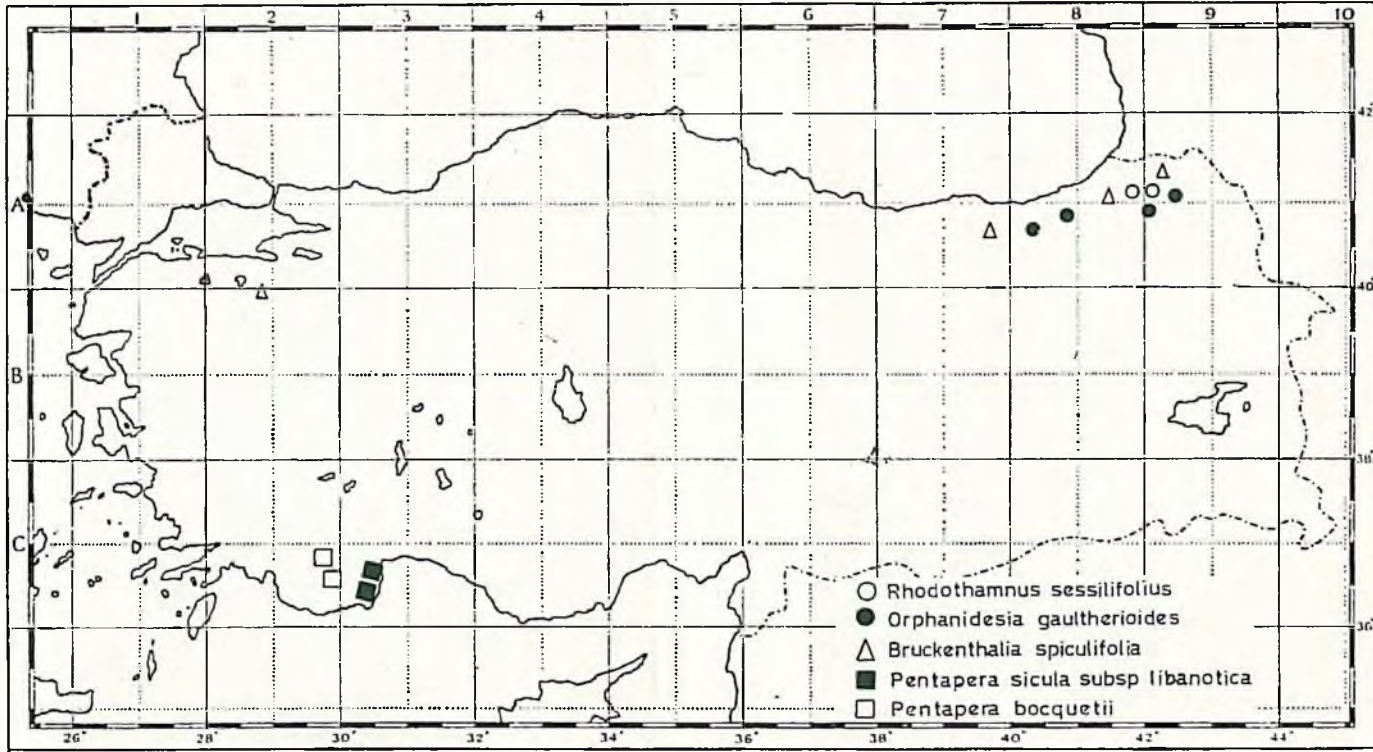 1 2 3 4 5 6 7 8 9 10
42°
A
40°
B
38°
C
36°
Rhodothamnus sessilifolius
Orphanidesia gaultherioides
Bruckenthalia spiculifolia
Pentapera sicula subsp libanotica
Pentapera bocquetii
26° 28° 30° 32° 34° 36° 38° 40° 42° 44°